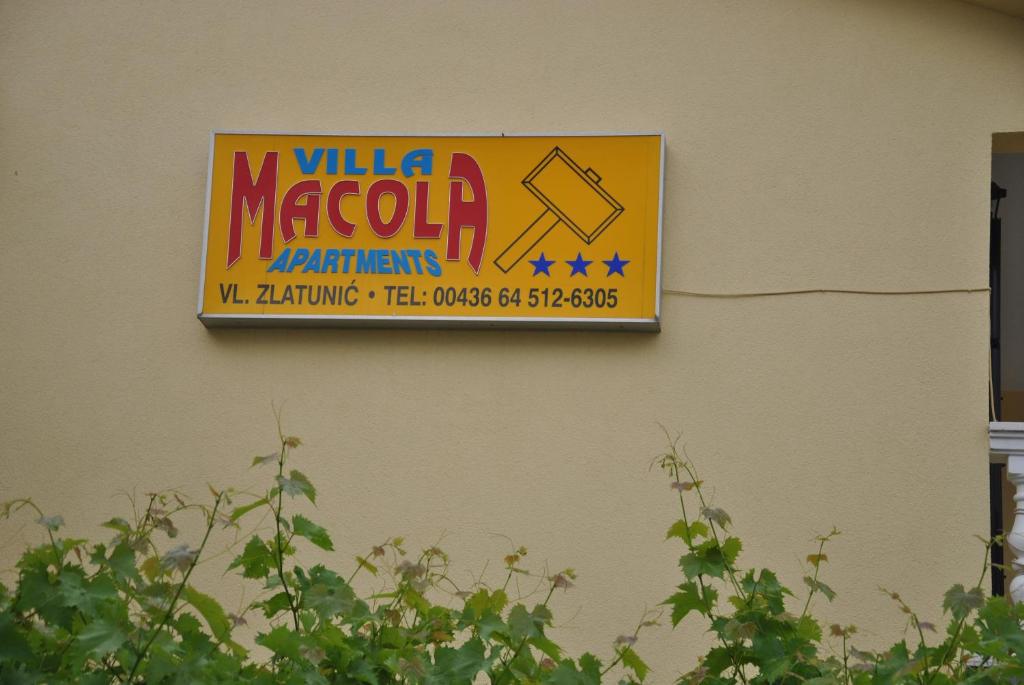 VILLA
MACOLA
APARTMENTS
VL. ZLATUNIĆ • TEL: 00436 64 512-6305